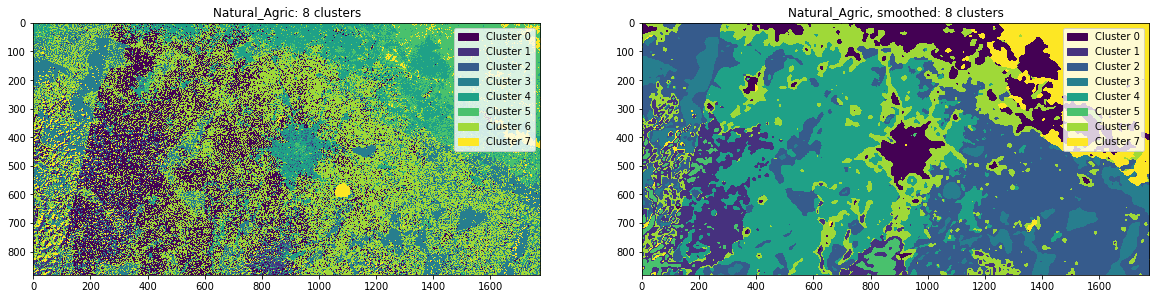 Natural_Agric: 8 clusters
0
100
200
300
400
500
600
700
800
0
200
400
600
800
1000
1200
1400
1600
Cluster 0
Cluster 1
Cluster 2
Cluster 3
Cluster 4
Cluster 5
Cluster 6
Cluster 7
Natural_Agric, smoothed: 8 clusters
0
100
200
300
400
500
600
700
800
0
200
400
600
800
1000
1200
1400
1600
Cluster 0
Cluster 1
Cluster 2
Cluster 3
Cluster 4
Cluster 5
Cluster 6
Cluster 7